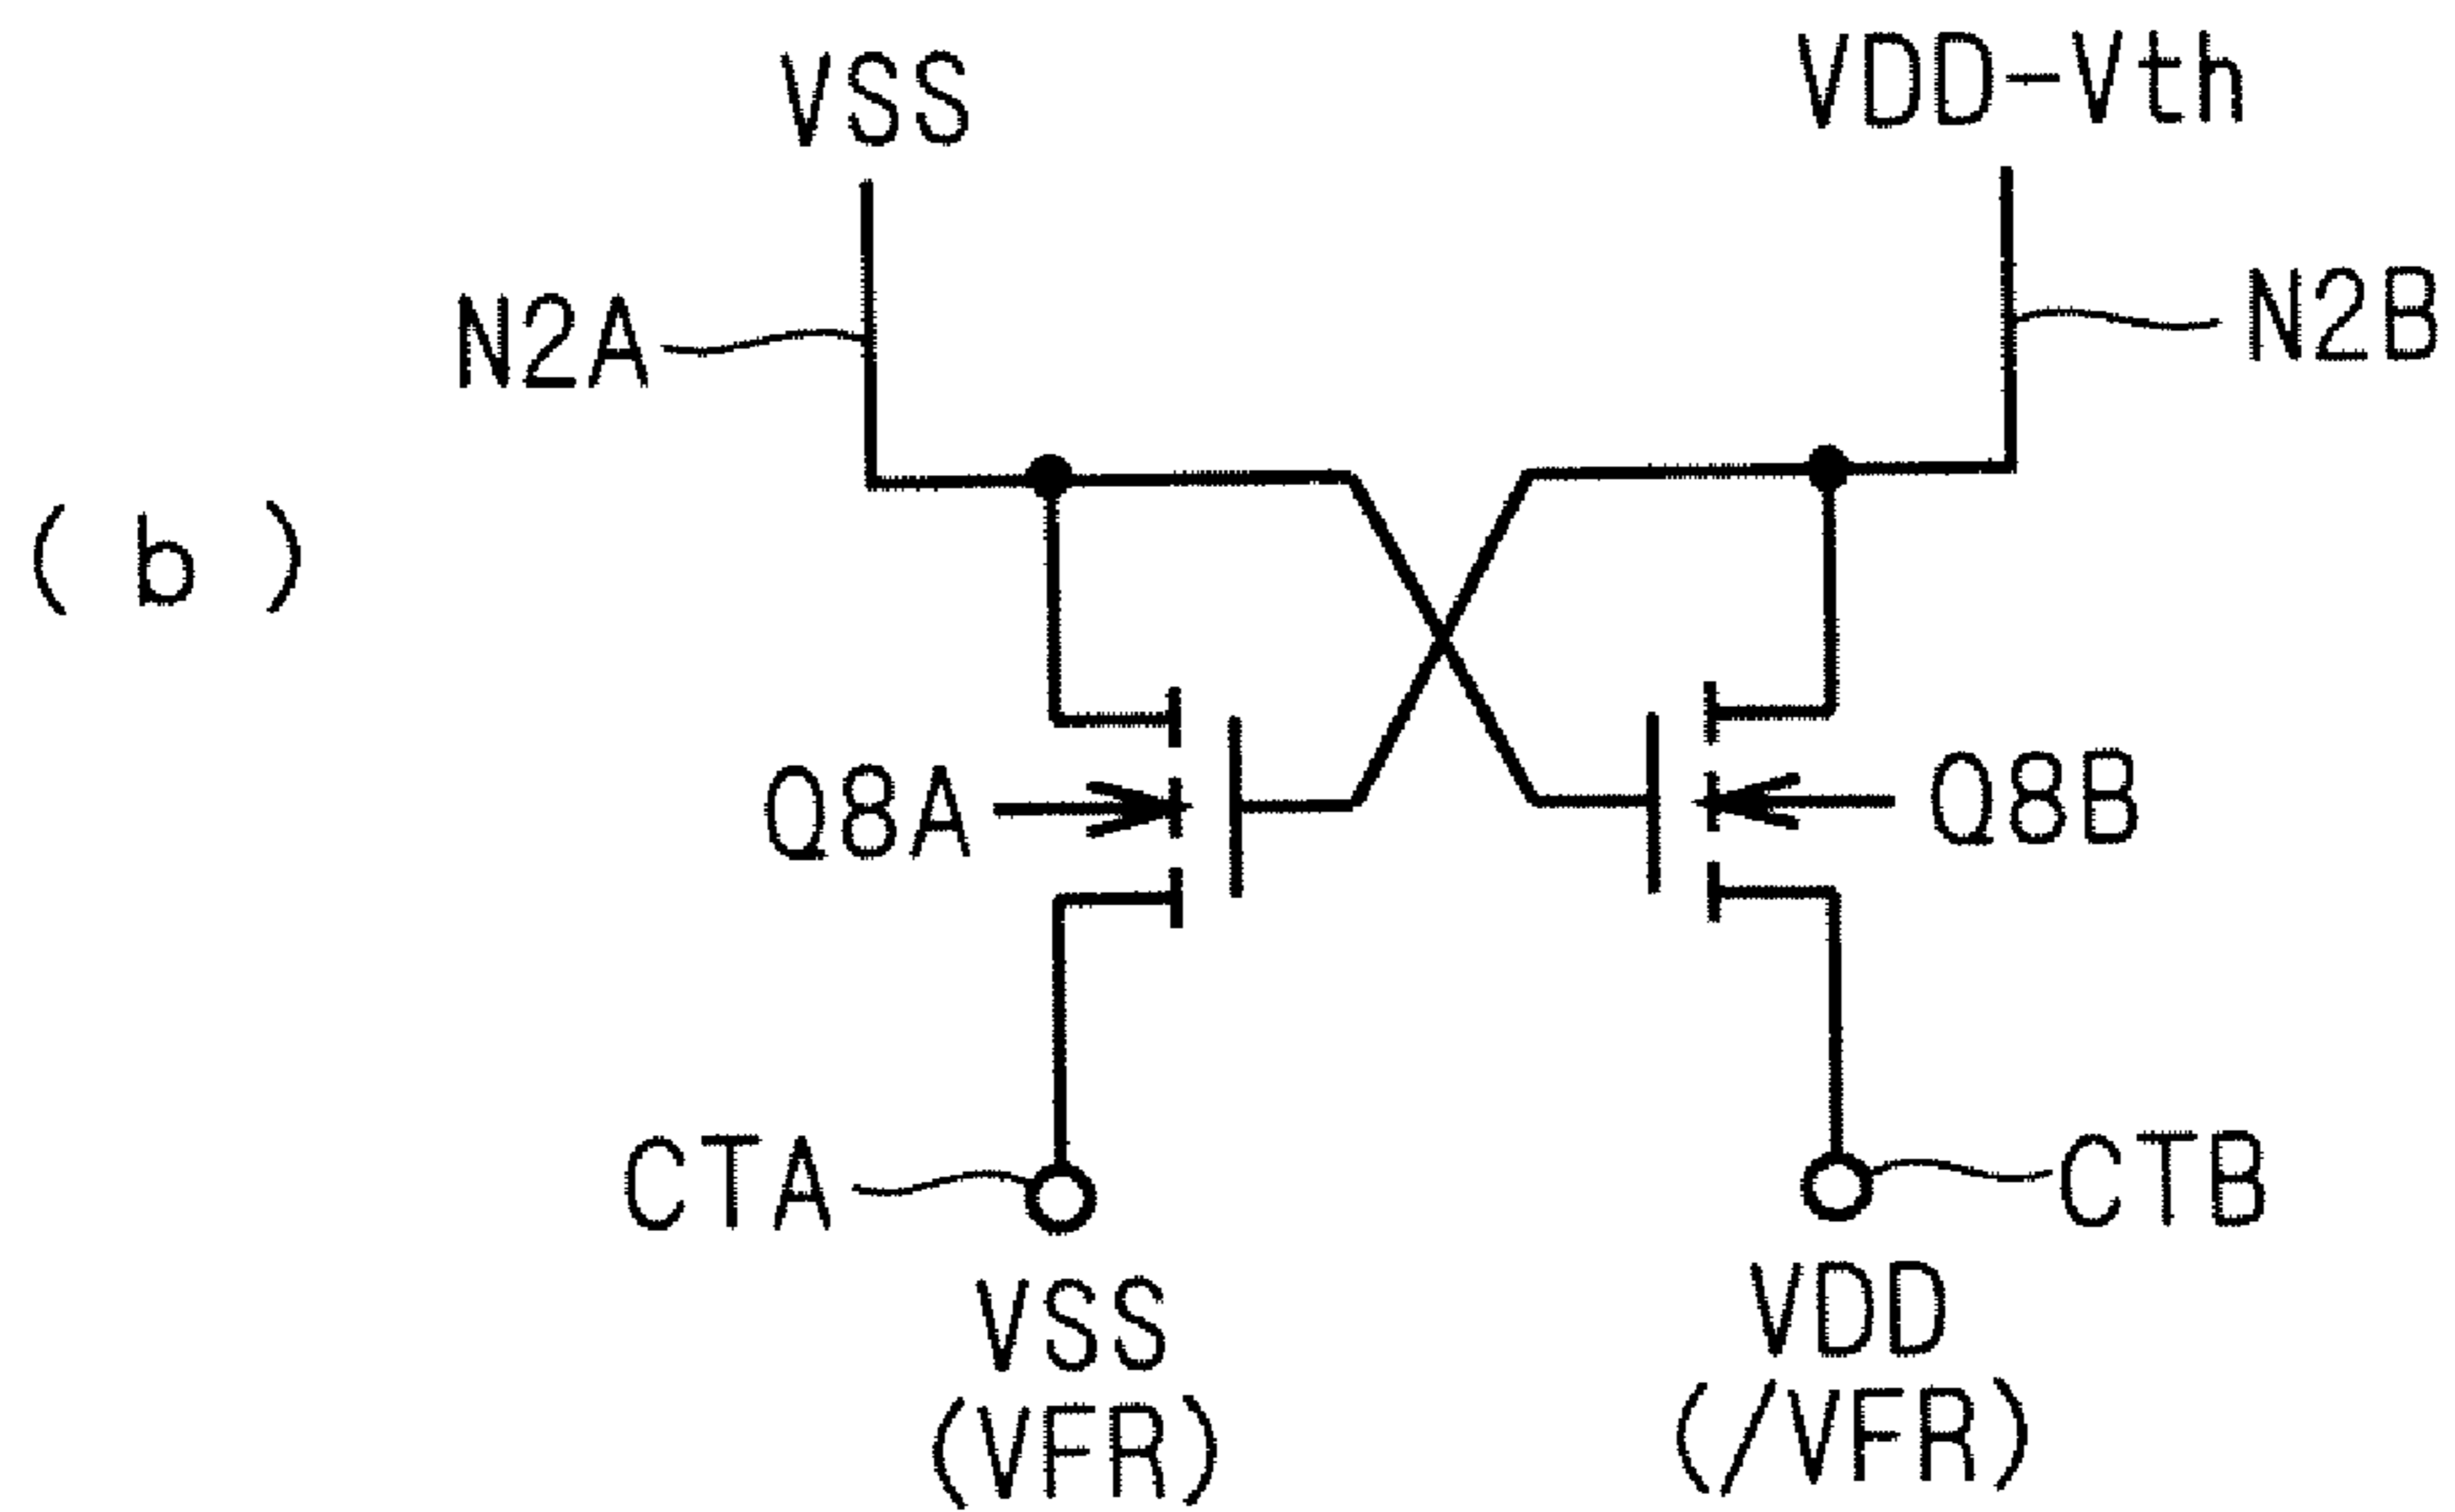 VSS
VDD-Vth
N2A
N2B
( b )
Q8A
Q8B
CTA
CTB
VSS
(VFR)
VDD
(/VFR)